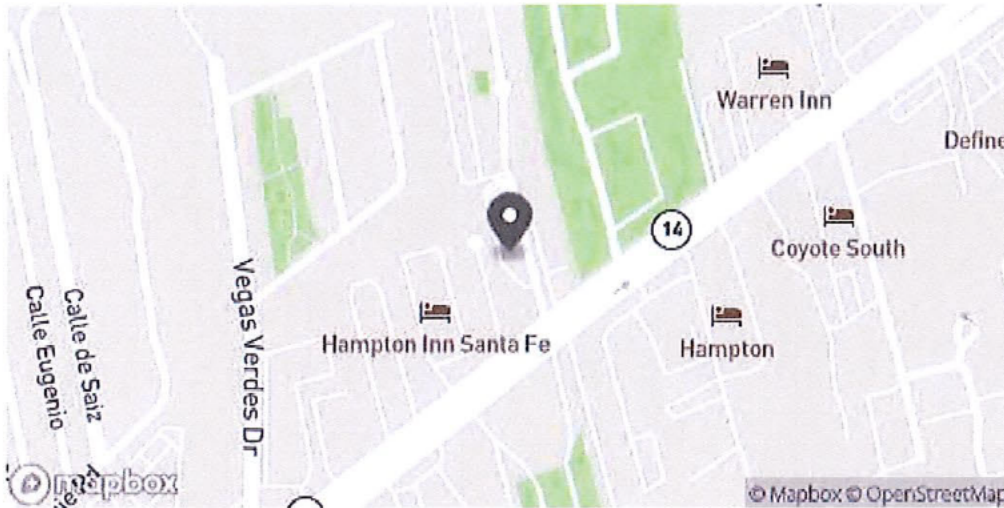 Warren Inn
Define
14
Coyote South
Vegas Verdes Dr
Calle de Saiz
Calle Eugenio
Hampton Inn Santa Fe
Hampton
mapbox
© Mapbox © OpenStreetMap